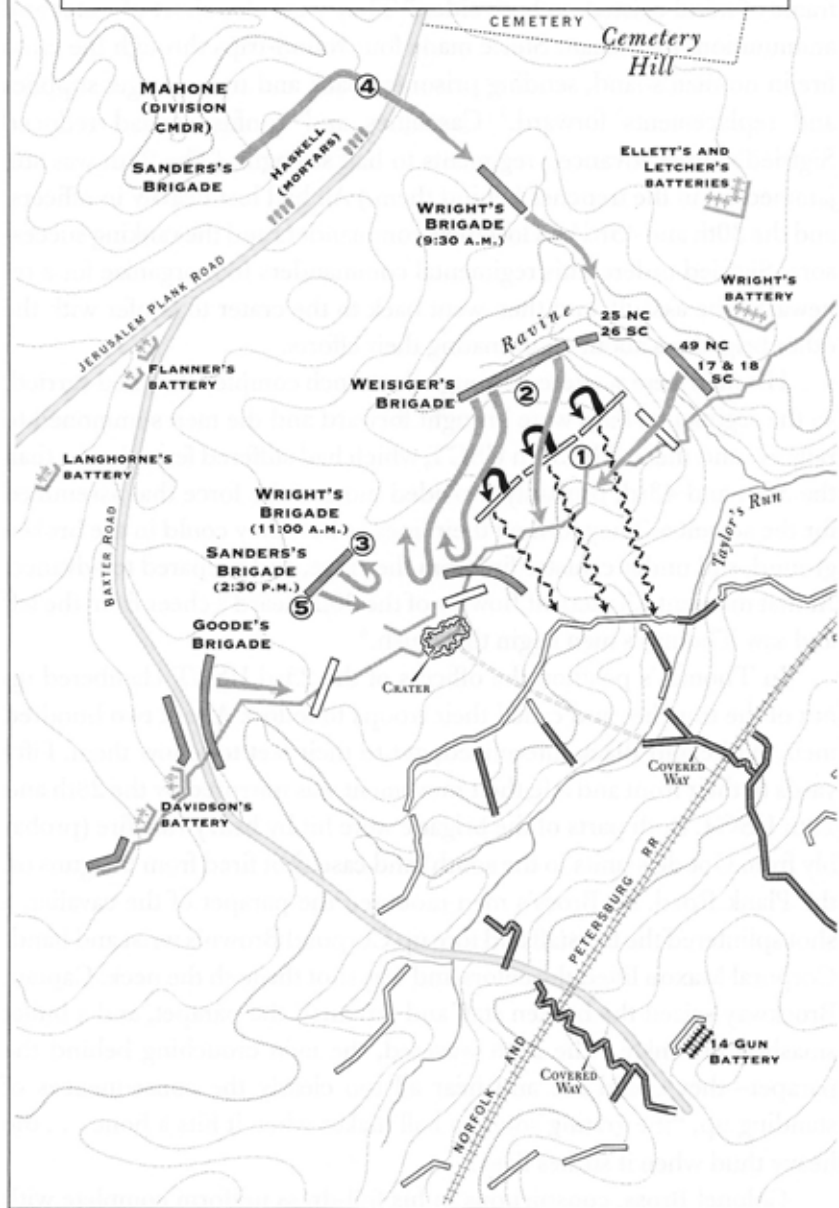 CEMETERY
Cemetery
Hill
④
MAHONE
(DIVISION
CMDR)
SANDERS'S
BRIGADE
HASKELL
(MORTARS)
ELLETT'S AND
LETCHER'S
BATTERIES
WRIGHT'S
BRIGADE
(9:30 A.M.)
JERUSALEM PLANK ROAD
WRIGHT'S
BATTERY
Ravine
25 NC
26 SC
49 NC
17 & 18
SC
FLANNER'S
BATTERY
WEISIGER'S
BRIGADE
②
①
LANGHORNE'S
BATTERY
BAXTER ROAD
WRIGHT'S
BRIGADE
(11:00 A.M.)
③
SANDERS'S
BRIGADE
(2:30 P.M.)
⑤
Taylor's Run
GOODE'S
BRIGADE
CRATER
COVERED
WAY
DAVIDSON'S
BATTERY
NORFOLK AND PETERSBURG RR
14-GUN
BATTERY
COVERED
WAY